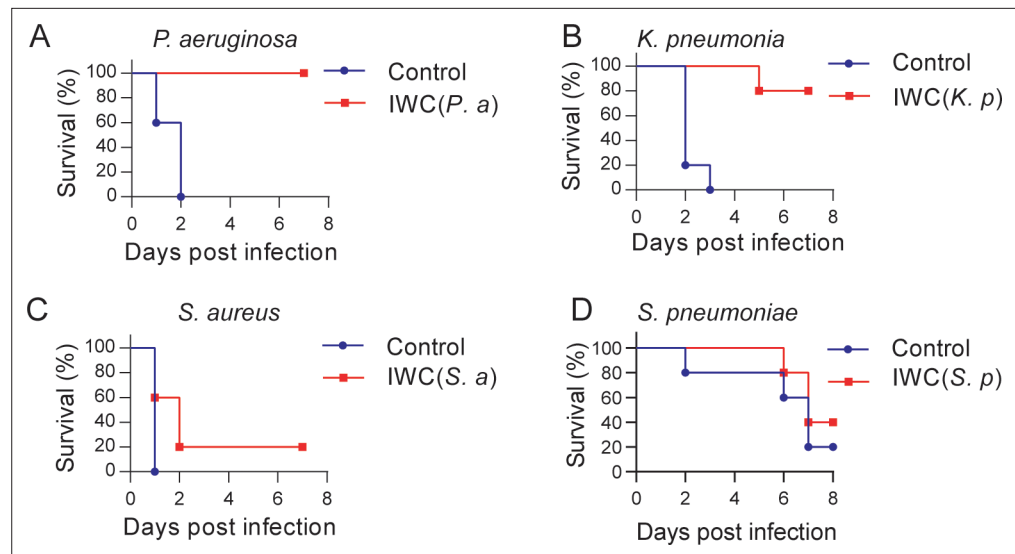 A
P. aeruginosa
Survival (%)
100
80
60
40
20
0
0 2 4 6 8
Days post infection
Control
IWC(P. a)
B
K. pneumonia
Survival (%)
100
80
60
40
20
0
0 2 4 6 8
Days post infection
Control
IWC(K. p)
C
S. aureus
Survival (%)
100
80
60
40
20
0
0 2 4 6 8
Days post infection
Control
IWC(S. a)
D
S. pneumoniae
Survival (%)
100
80
60
40
20
0
0 2 4 6 8
Days post infection
Control
IWC(S. p)